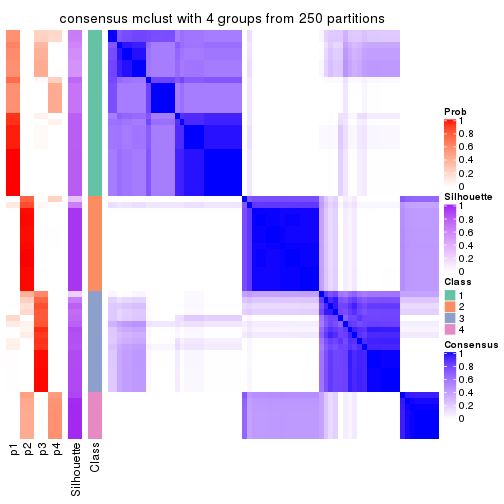 consensus mclust with 4 groups from 250 partitions
Prob
1
0.8
0.6
0.4
0.2
0
Silhouette
1
0.8
0.6
0.4
0.2
0
Class
1
2
3
4
Consensus
1
0.8
0.6
0.4
0.2
0
p1
p2
p3
p4
Silhouette
Class